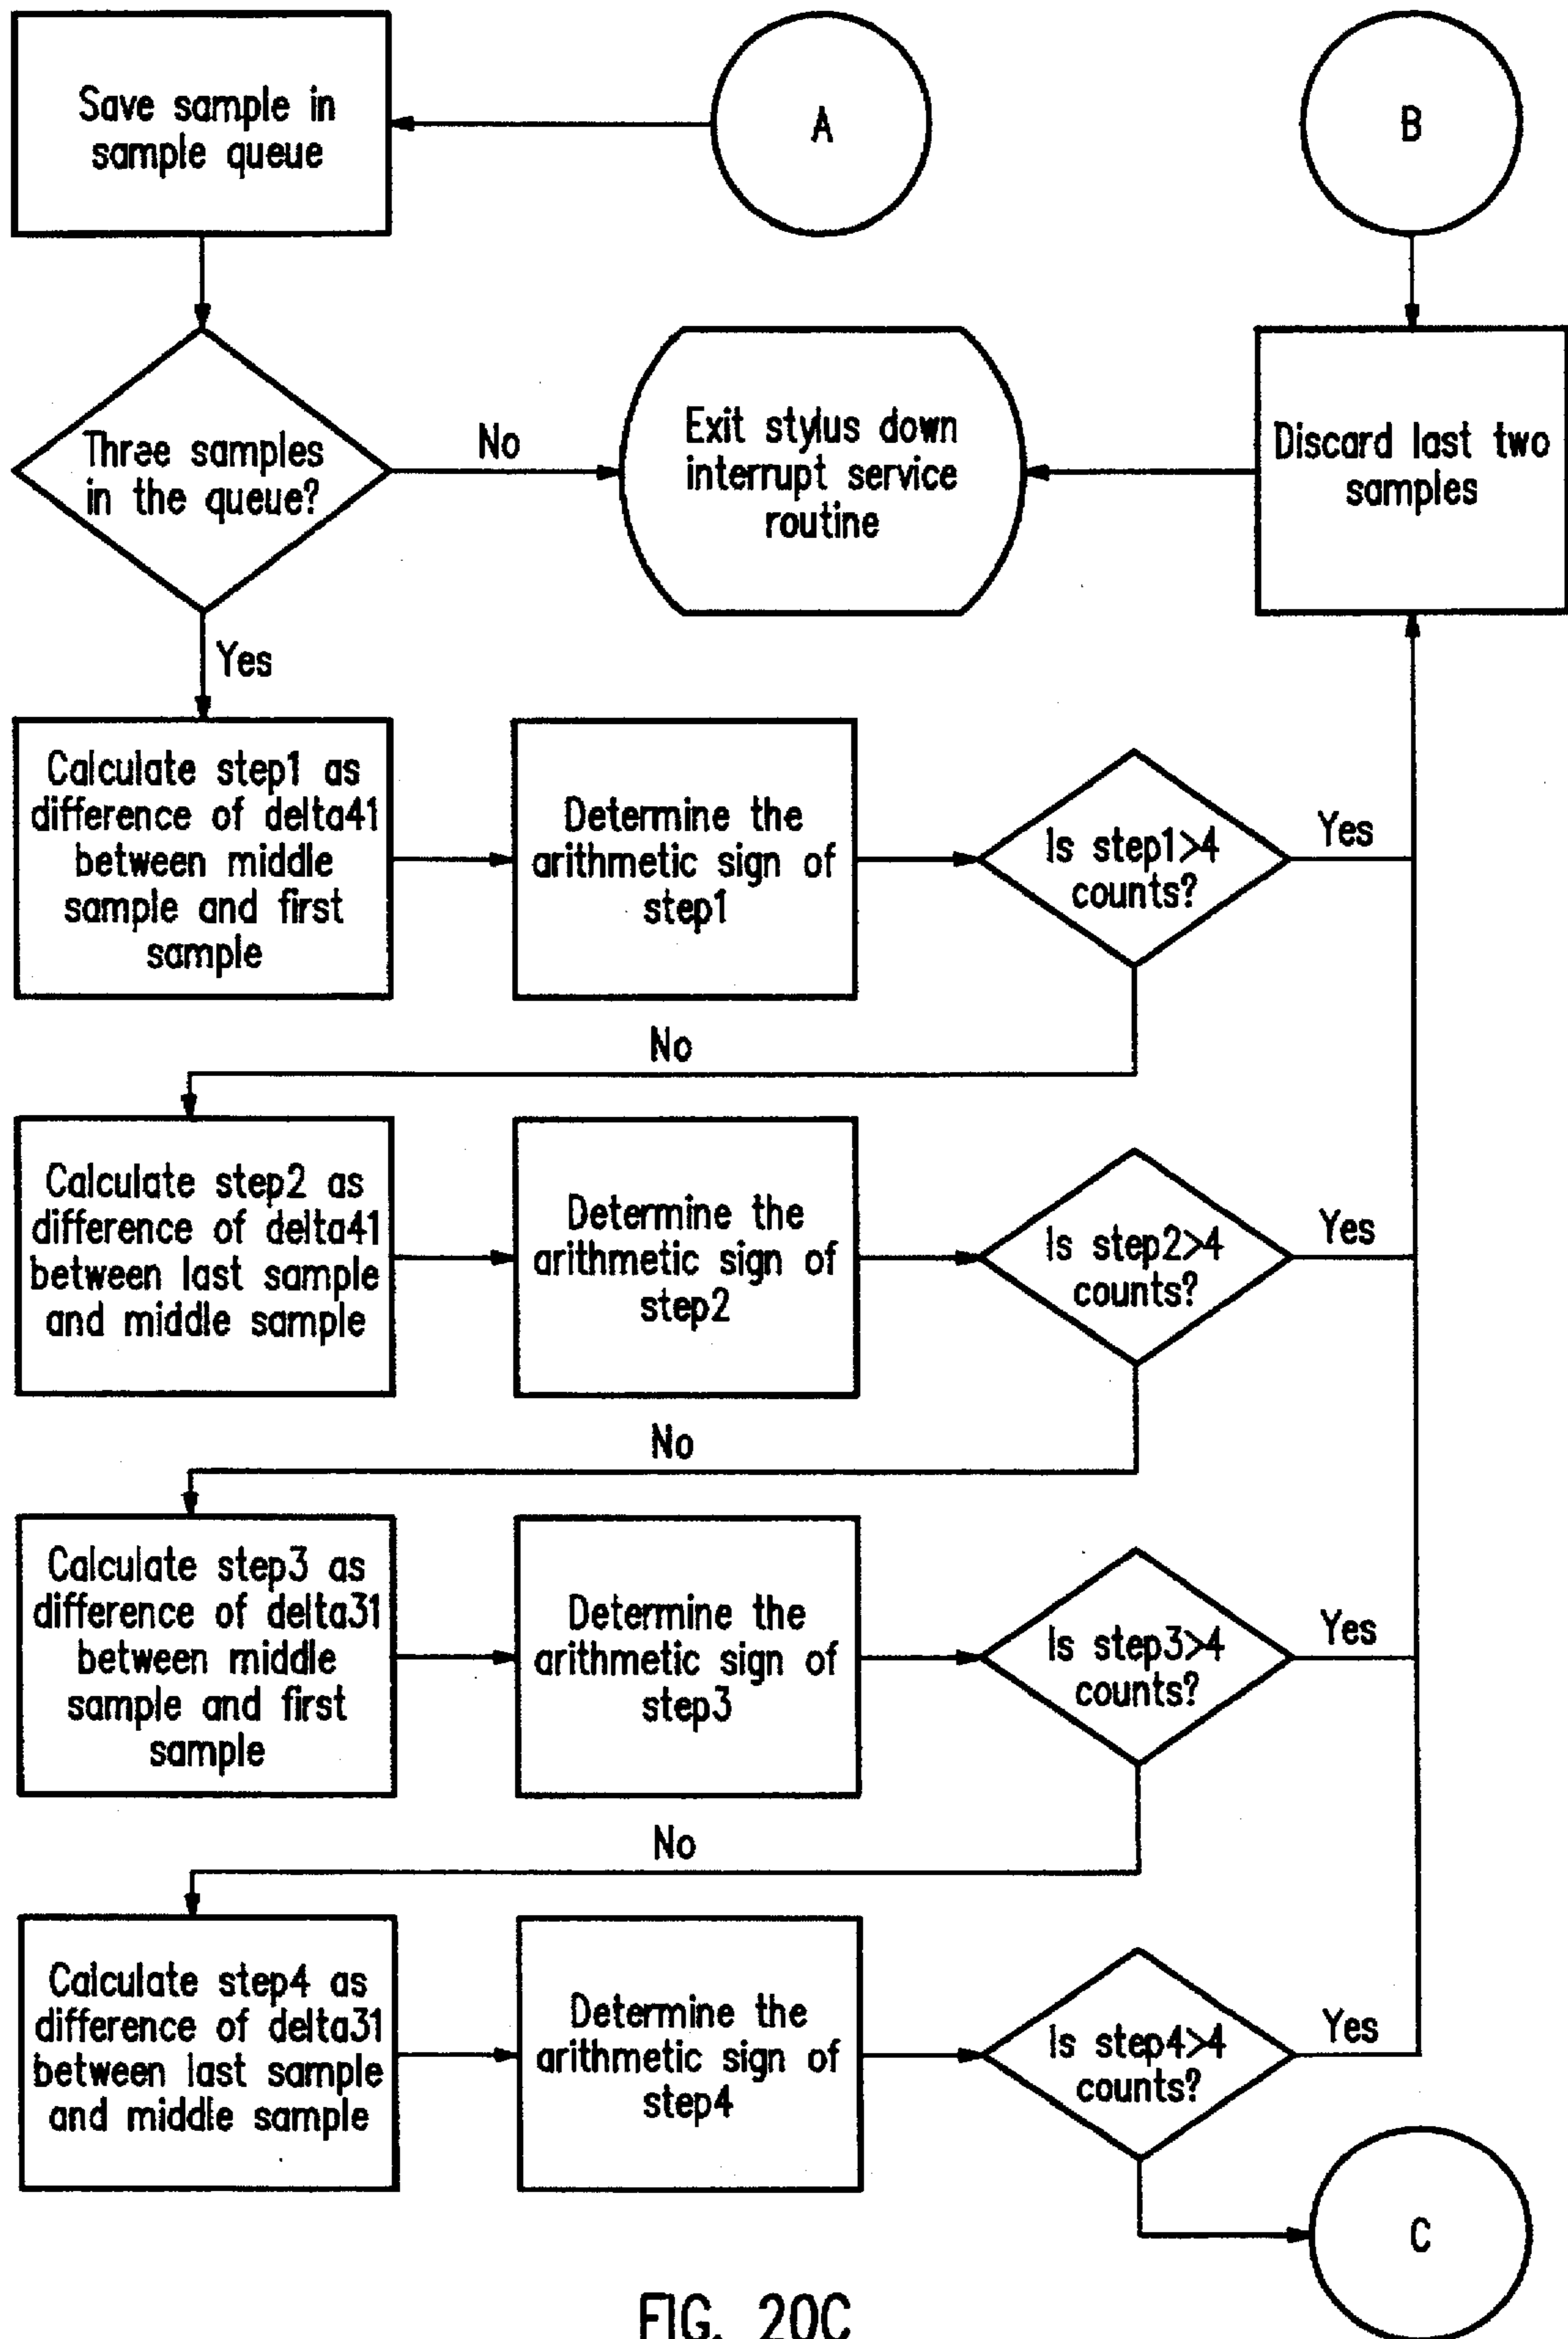 Save sample in
sample queue
A
B
Three samples
in the queue?
No
Exit stylus down
interrupt service
routine
Discard last two
samples
Yes
Calculate step1 as
difference of delta41
between middle
sample and first
sample
Determine the
arithmetic sign of
step1
Is step1>4
counts?
Yes
No
Calculate step2 as
difference of delta41
between last sample
and middle sample
Determine the
arithmetic sign of
step2
Is step2>4
counts?
Yes
No
Calculate step3 as
difference of delta31
between middle
sample and first
sample
Determine the
arithmetic sign of
step3
Is step3>4
counts?
Yes
No
Calculate step4 as
difference of delta31
between last sample
and middle sample
Determine the
arithmetic sign of
step4
Is step4>4
counts?
Yes
C
FIG. 20C